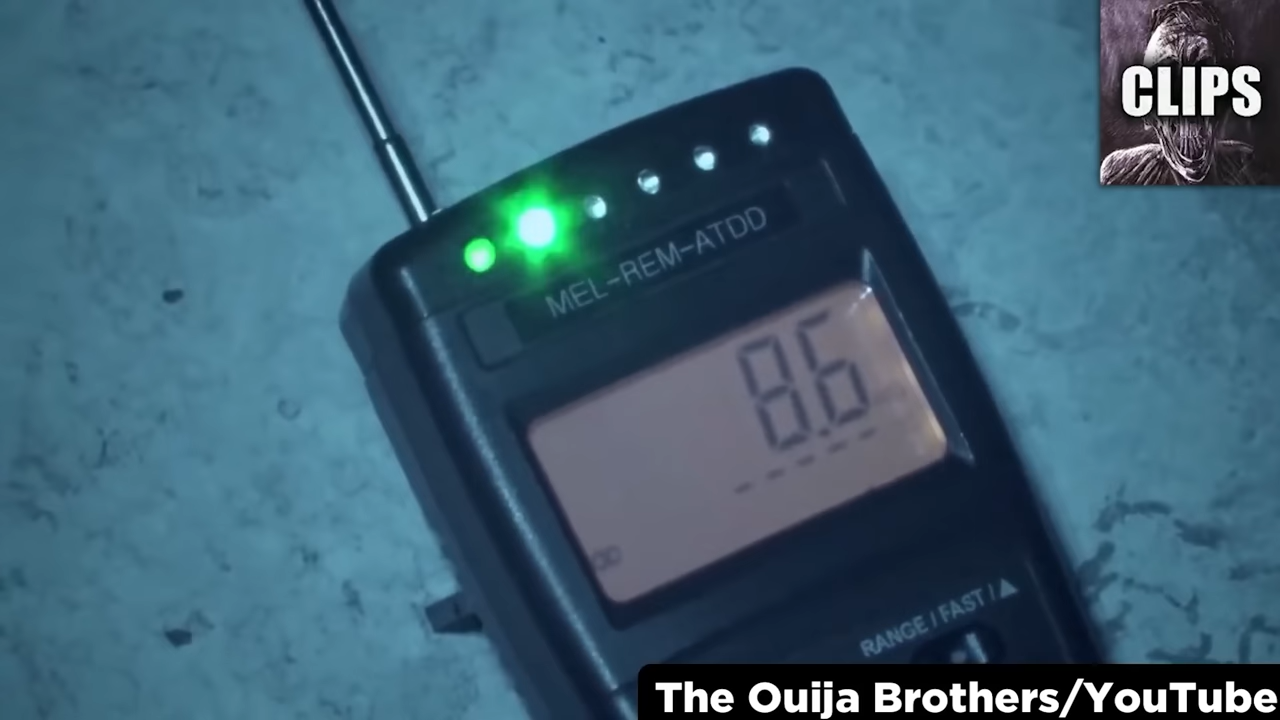 CLIPS
MEL-REM-ATDD
8.6
RANGE / FAST / ▲
The Ouija Brothers/YouTube